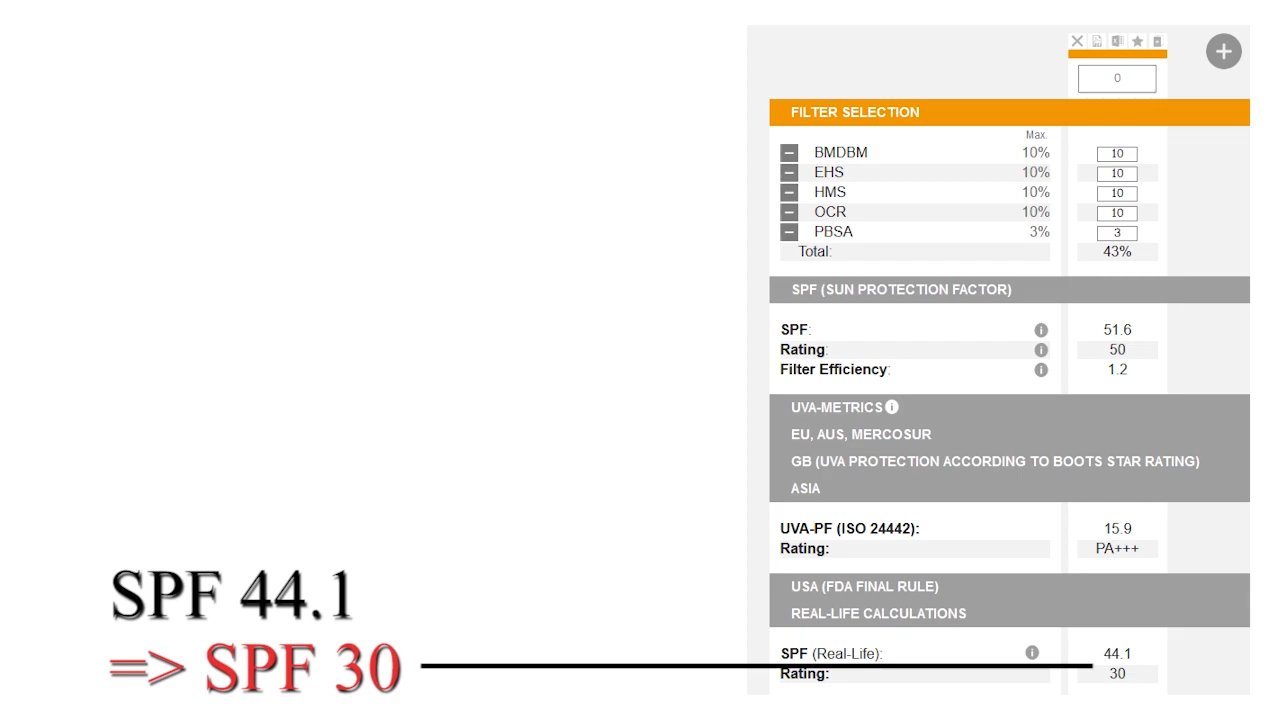 0
FILTER SELECTION
Max.
BMDBM 10% 10
EHS 10% 10
HMS 10% 10
OCR 10% 10
PBSA 3% 3
Total: 43%
SPF (SUN PROTECTION FACTOR)
SPF: 51.6
Rating: 50
Filter Efficiency: 1.2
UVA-METRICS
EU, AUS, MERCOSUR
GB (UVA PROTECTION ACCORDING TO BOOTS STAR RATING)
ASIA
UVA-PF (ISO 24442): 15.9
Rating: PA+++
USA (FDA FINAL RULE)
REAL-LIFE CALCULATIONS
SPF (Real-Life): 44.1
Rating: 30
SPF 44.1
=> SPF 30